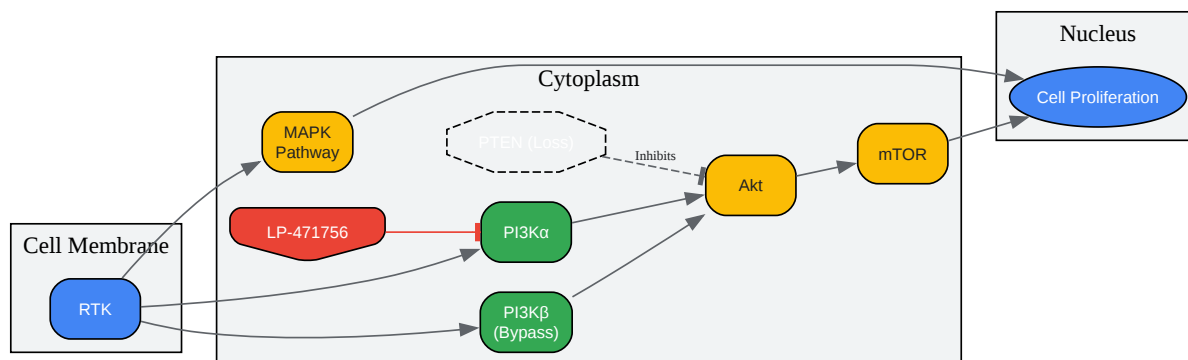 Nucleus
Cell Proliferation
Cytoplasm
MAPK
Pathway
PTEN (Loss)
Inhibits
mTOR
Akt
LP-471756
PI3Kα
Cell Membrane
RTK
PI3Kβ
(Bypass)